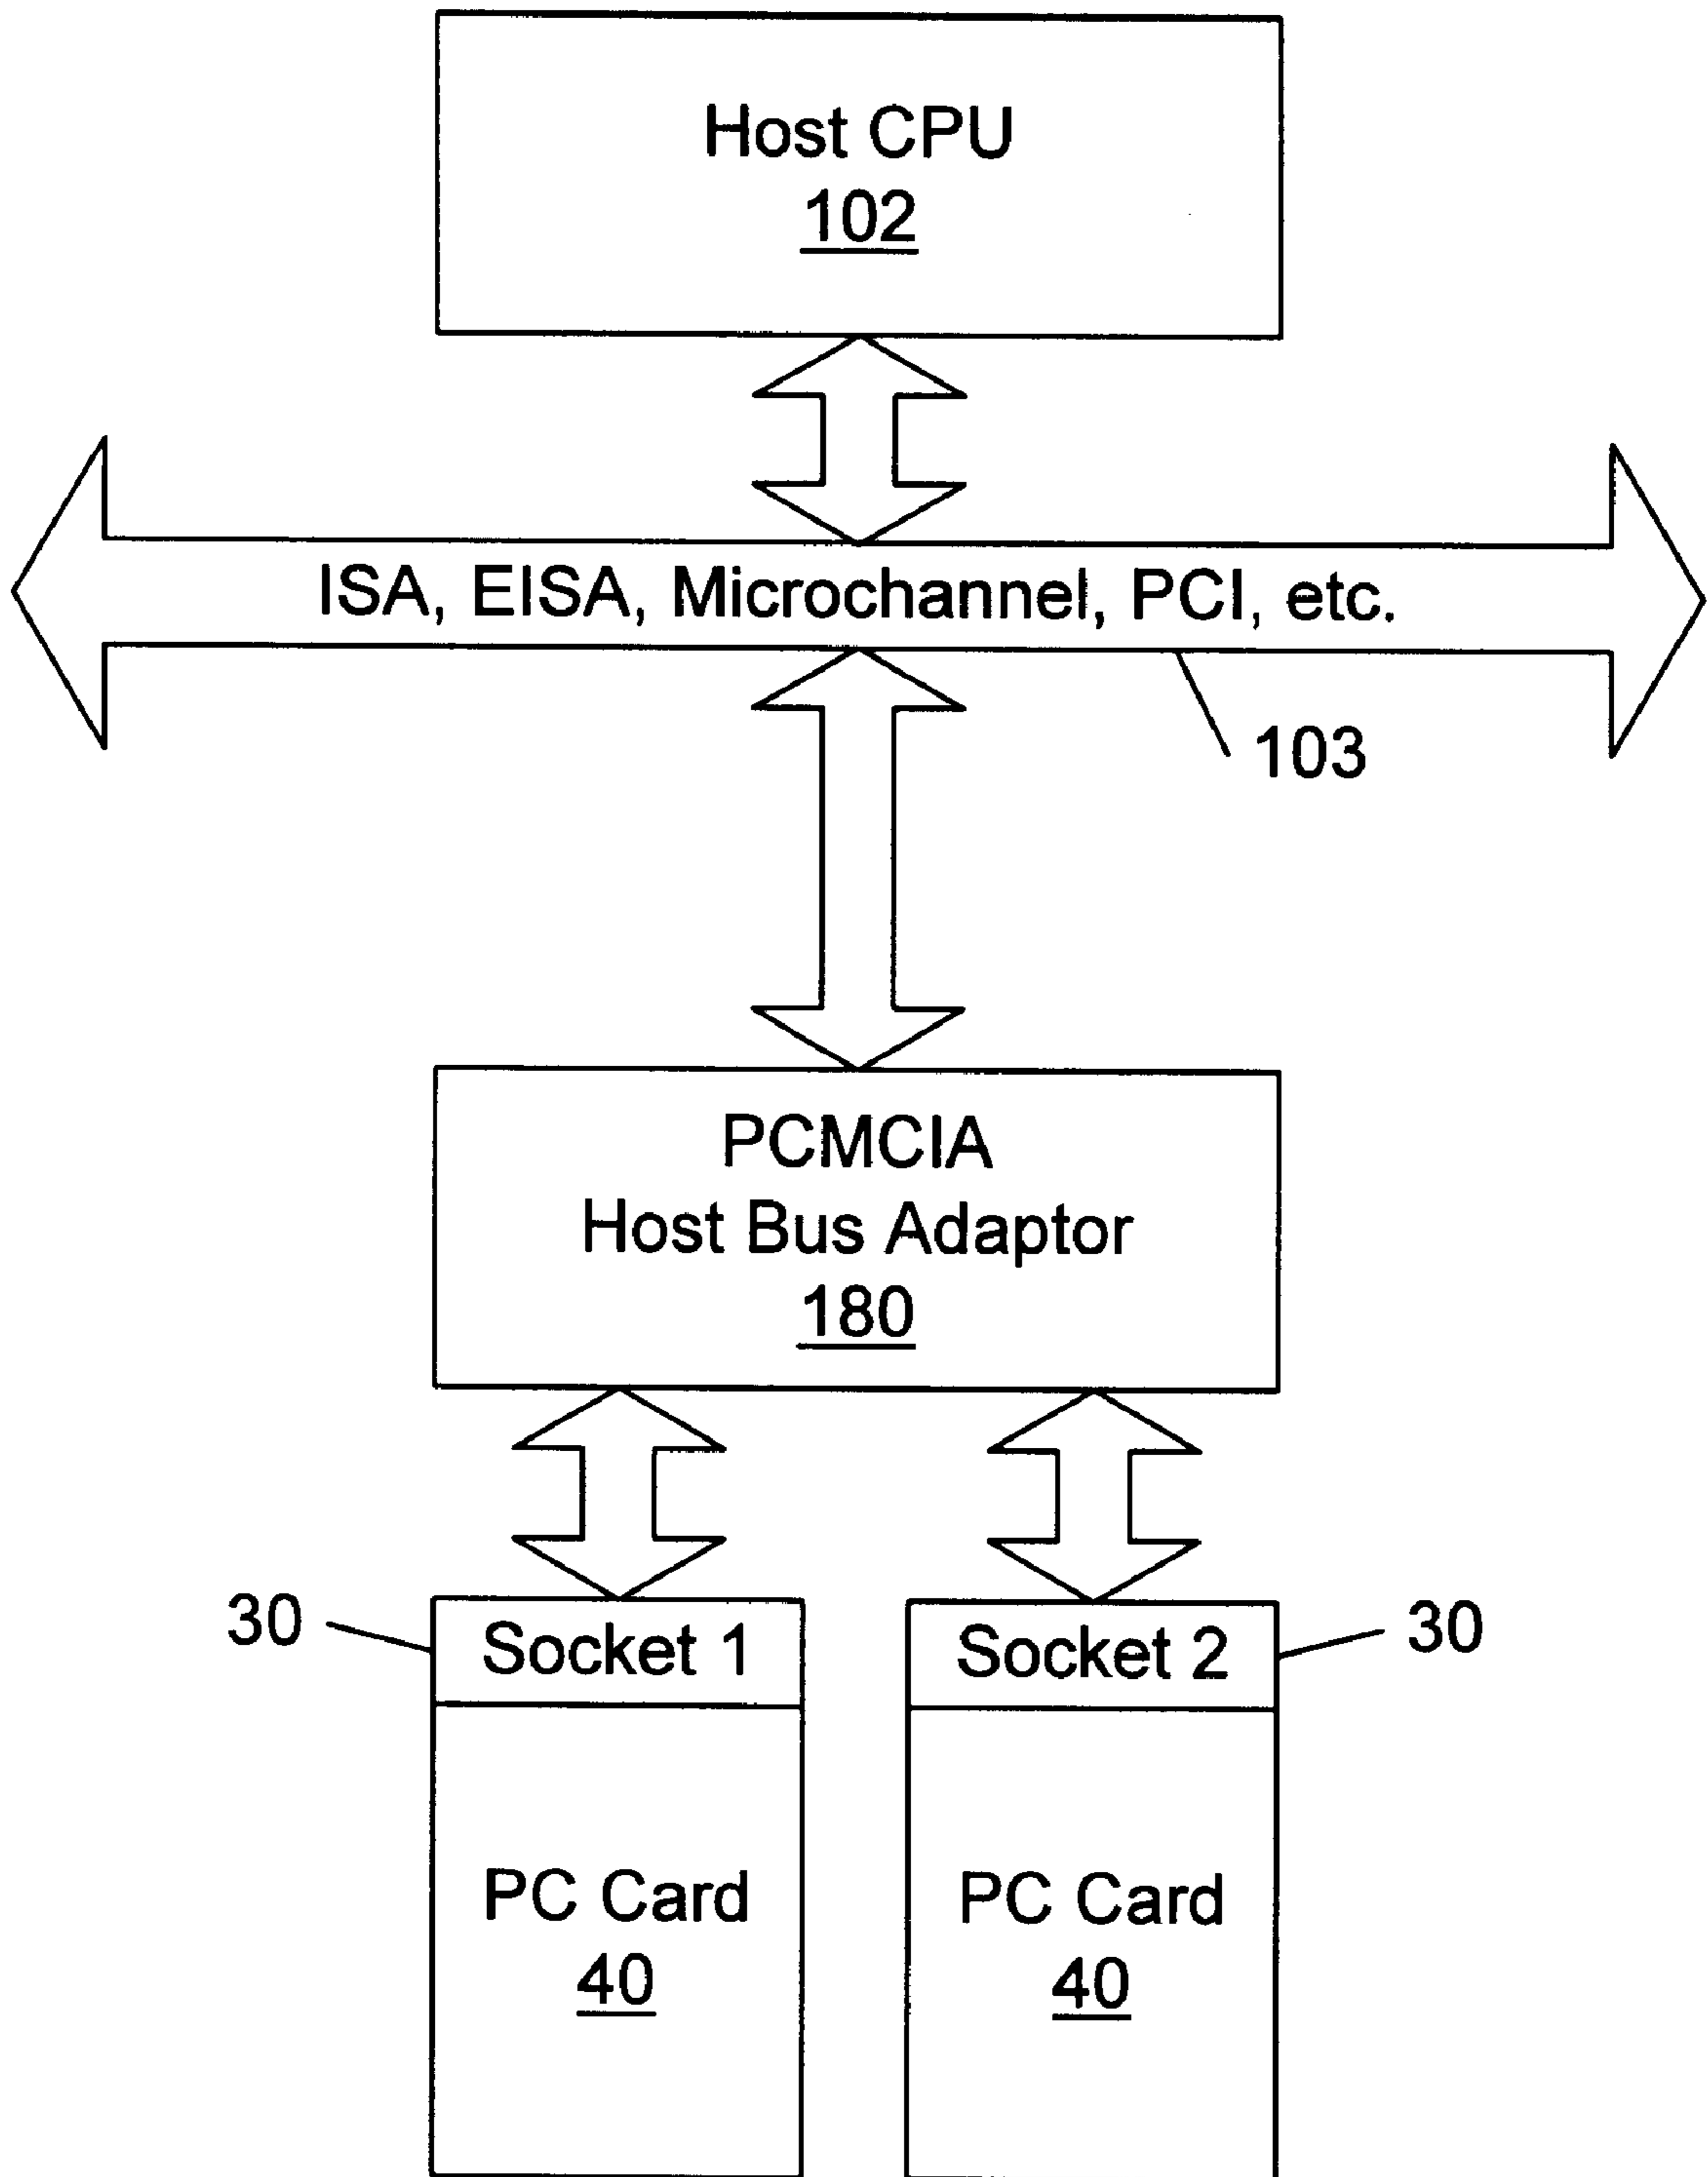 Host CPU
102
ISA, EISA, Microchannel, PCI, etc.
103
PCMCIA
Host Bus Adaptor
180
30
Socket 1
Socket 2
30
PC Card
40
PC Card
40